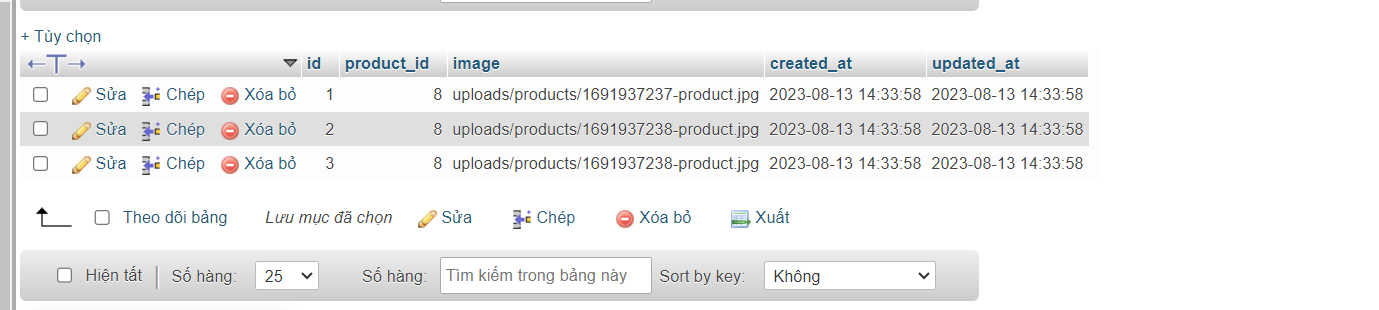 + Tùy chọn
←T→ id product_id image created_at updated_at
Sửa Chép Xóa bỏ 1 8 uploads/products/1691937237-product.jpg 2023-08-13 14:33:58 2023-08-13 14:33:58
Sửa Chép Xóa bỏ 2 8 uploads/products/1691937238-product.jpg 2023-08-13 14:33:58 2023-08-13 14:33:58
Sửa Chép Xóa bỏ 3 8 uploads/products/1691937238-product.jpg 2023-08-13 14:33:58 2023-08-13 14:33:58
Theo dõi bảng Lưu mục đã chọn Sửa Chép Xóa bỏ Xuất
Hiện tất Số hàng: 25 Số hàng: Tìm kiếm trong bảng này Sort by key: Không